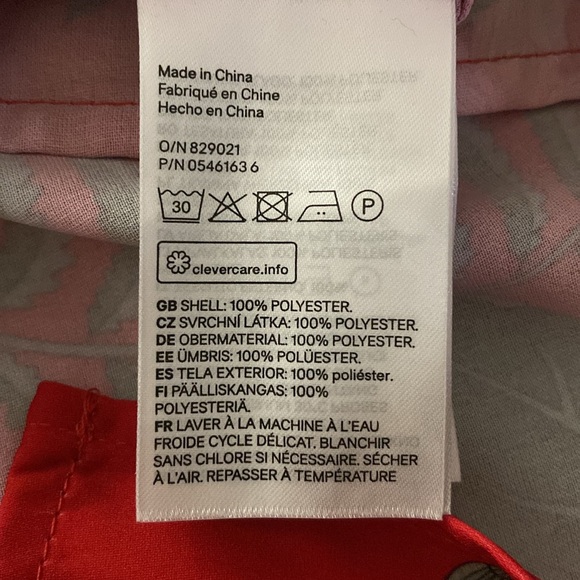 Made in China
Fabriqué en Chine
Hecho en China
O/N 829021
P/N 0546163 6
30 P
clevercare.info
GB SHELL: 100% POLYESTER.
CZ SVRCHNÍ LÁTKA: 100% POLYESTER.
DE OBERMATERIAL: 100% POLYESTER.
EE ÜMBRIS: 100% POLÜESTER.
ES TELA EXTERIOR: 100% poliéster.
FI PÄÄLLISKANGAS: 100%
POLYESTERIÄ.
FR LAVER À LA MACHINE À L'EAU
FROIDE CYCLE DÉLICAT. BLANCHIR
SANS CHLORE SI NÉCESSAIRE. SÉCHER
À L'AIR. REPASSER À TEMPÉRATURE